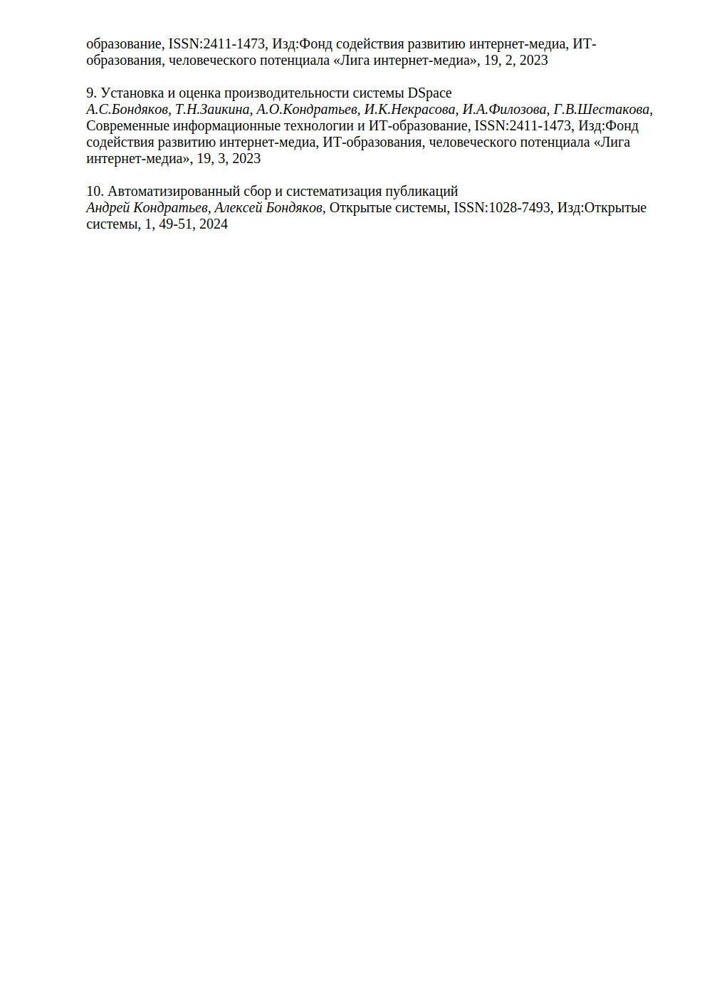 образование, ISSN:2411-1473, Изд:Фонд содействия развитию интернет-медиа, ИТ-
образования, человеческого потенциала «Лига интернет-медиа», 19, 2, 2023
9. Установка и оценка производительности системы DSpace
А.С.Бондяков, Т.Н.Заикина, А.О.Кондратьев, И.К.Некрасова, И.А.Филозова, Г.В.Шестакова,
Современные информационные технологии и ИТ-образование, ISSN:2411-1473, Изд:Фонд
содействия развитию интернет-медиа, ИТ-образования, человеческого потенциала «Лига
интернет-медиа», 19, 3, 2023
10. Автоматизированный сбор и систематизация публикаций
Андрей Кондратьев, Алексей Бондяков, Открытые системы, ISSN:1028-7493, Изд:Открытые
системы, 1, 49-51, 2024